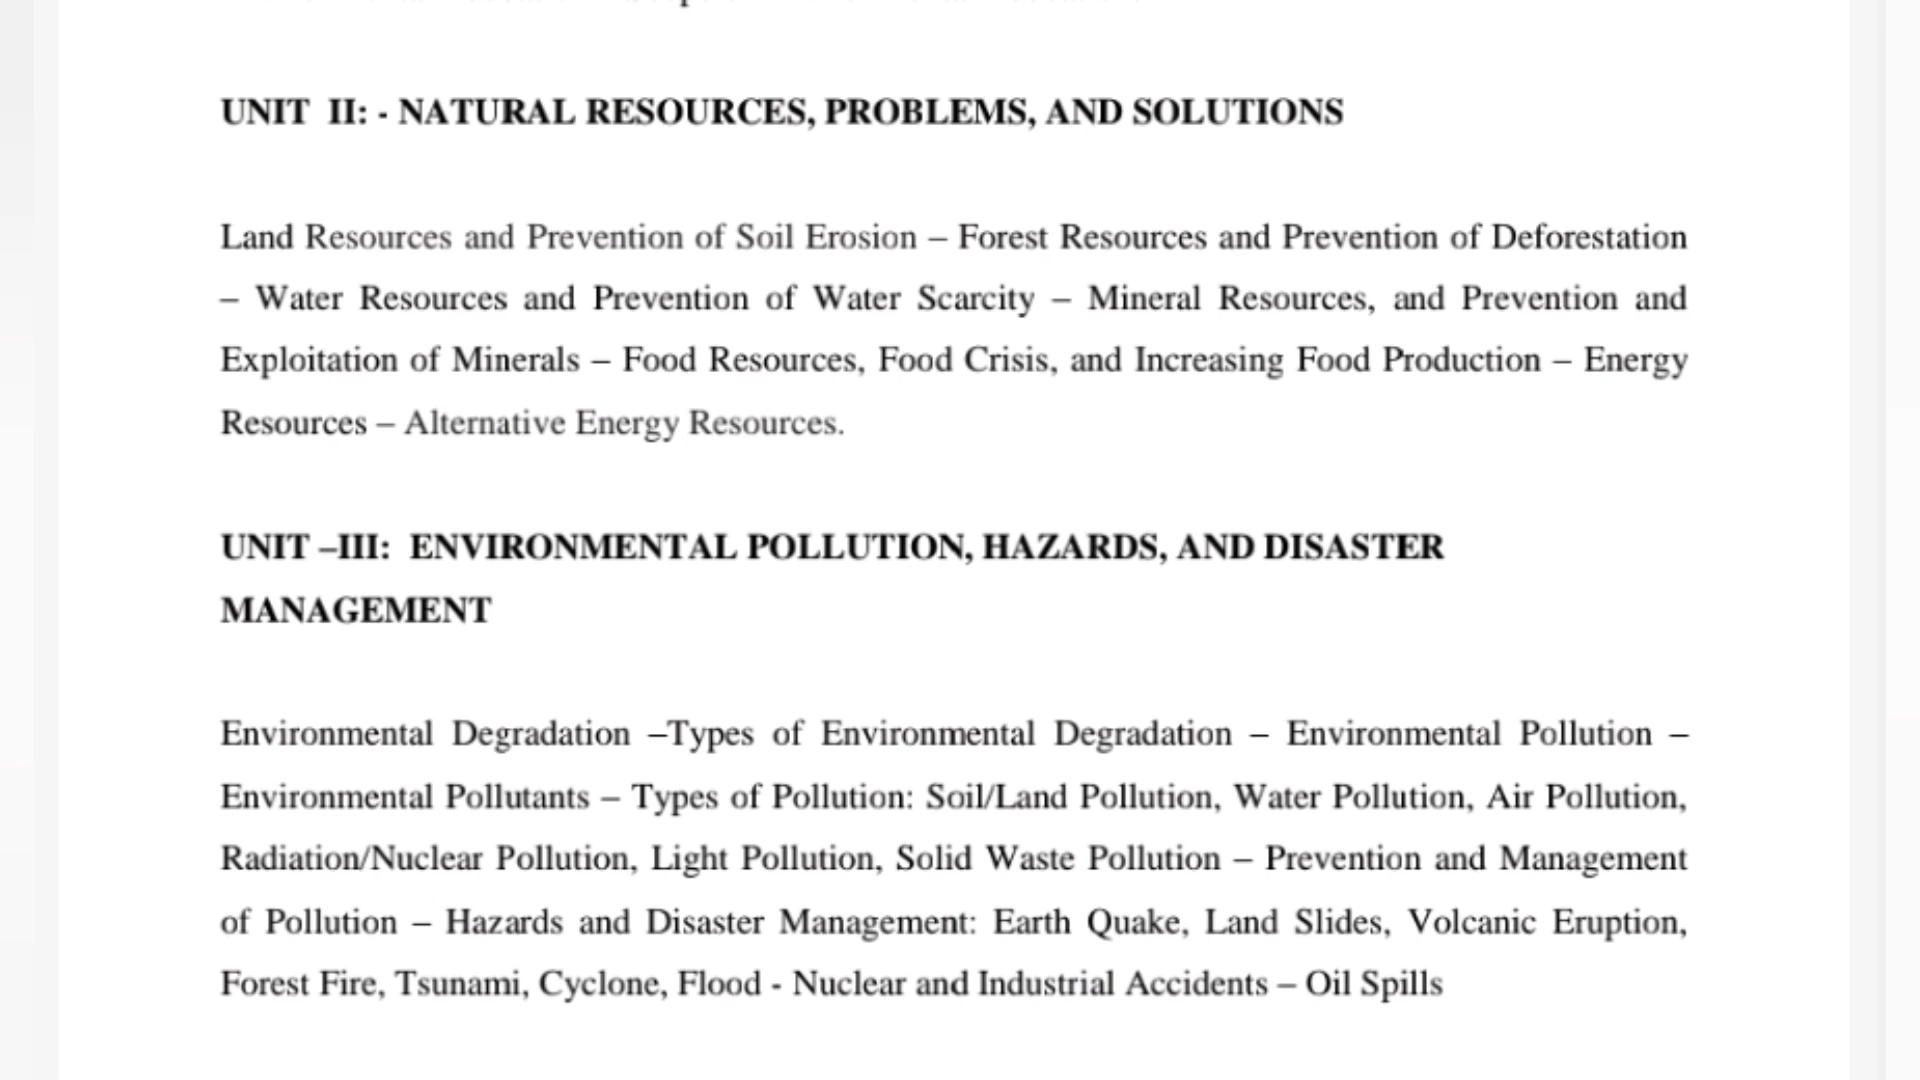 UNIT II: - NATURAL RESOURCES, PROBLEMS, AND SOLUTIONS
Land Resources and Prevention of Soil Erosion – Forest Resources and Prevention of Deforestation
– Water Resources and Prevention of Water Scarcity – Mineral Resources, and Prevention and
Exploitation of Minerals – Food Resources, Food Crisis, and Increasing Food Production – Energy
Resources – Alternative Energy Resources.
UNIT –III: ENVIRONMENTAL POLLUTION, HAZARDS, AND DISASTER
MANAGEMENT
Environmental Degradation –Types of Environmental Degradation – Environmental Pollution –
Environmental Pollutants – Types of Pollution: Soil/Land Pollution, Water Pollution, Air Pollution,
Radiation/Nuclear Pollution, Light Pollution, Solid Waste Pollution – Prevention and Management
of Pollution – Hazards and Disaster Management: Earth Quake, Land Slides, Volcanic Eruption,
Forest Fire, Tsunami, Cyclone, Flood - Nuclear and Industrial Accidents – Oil Spills